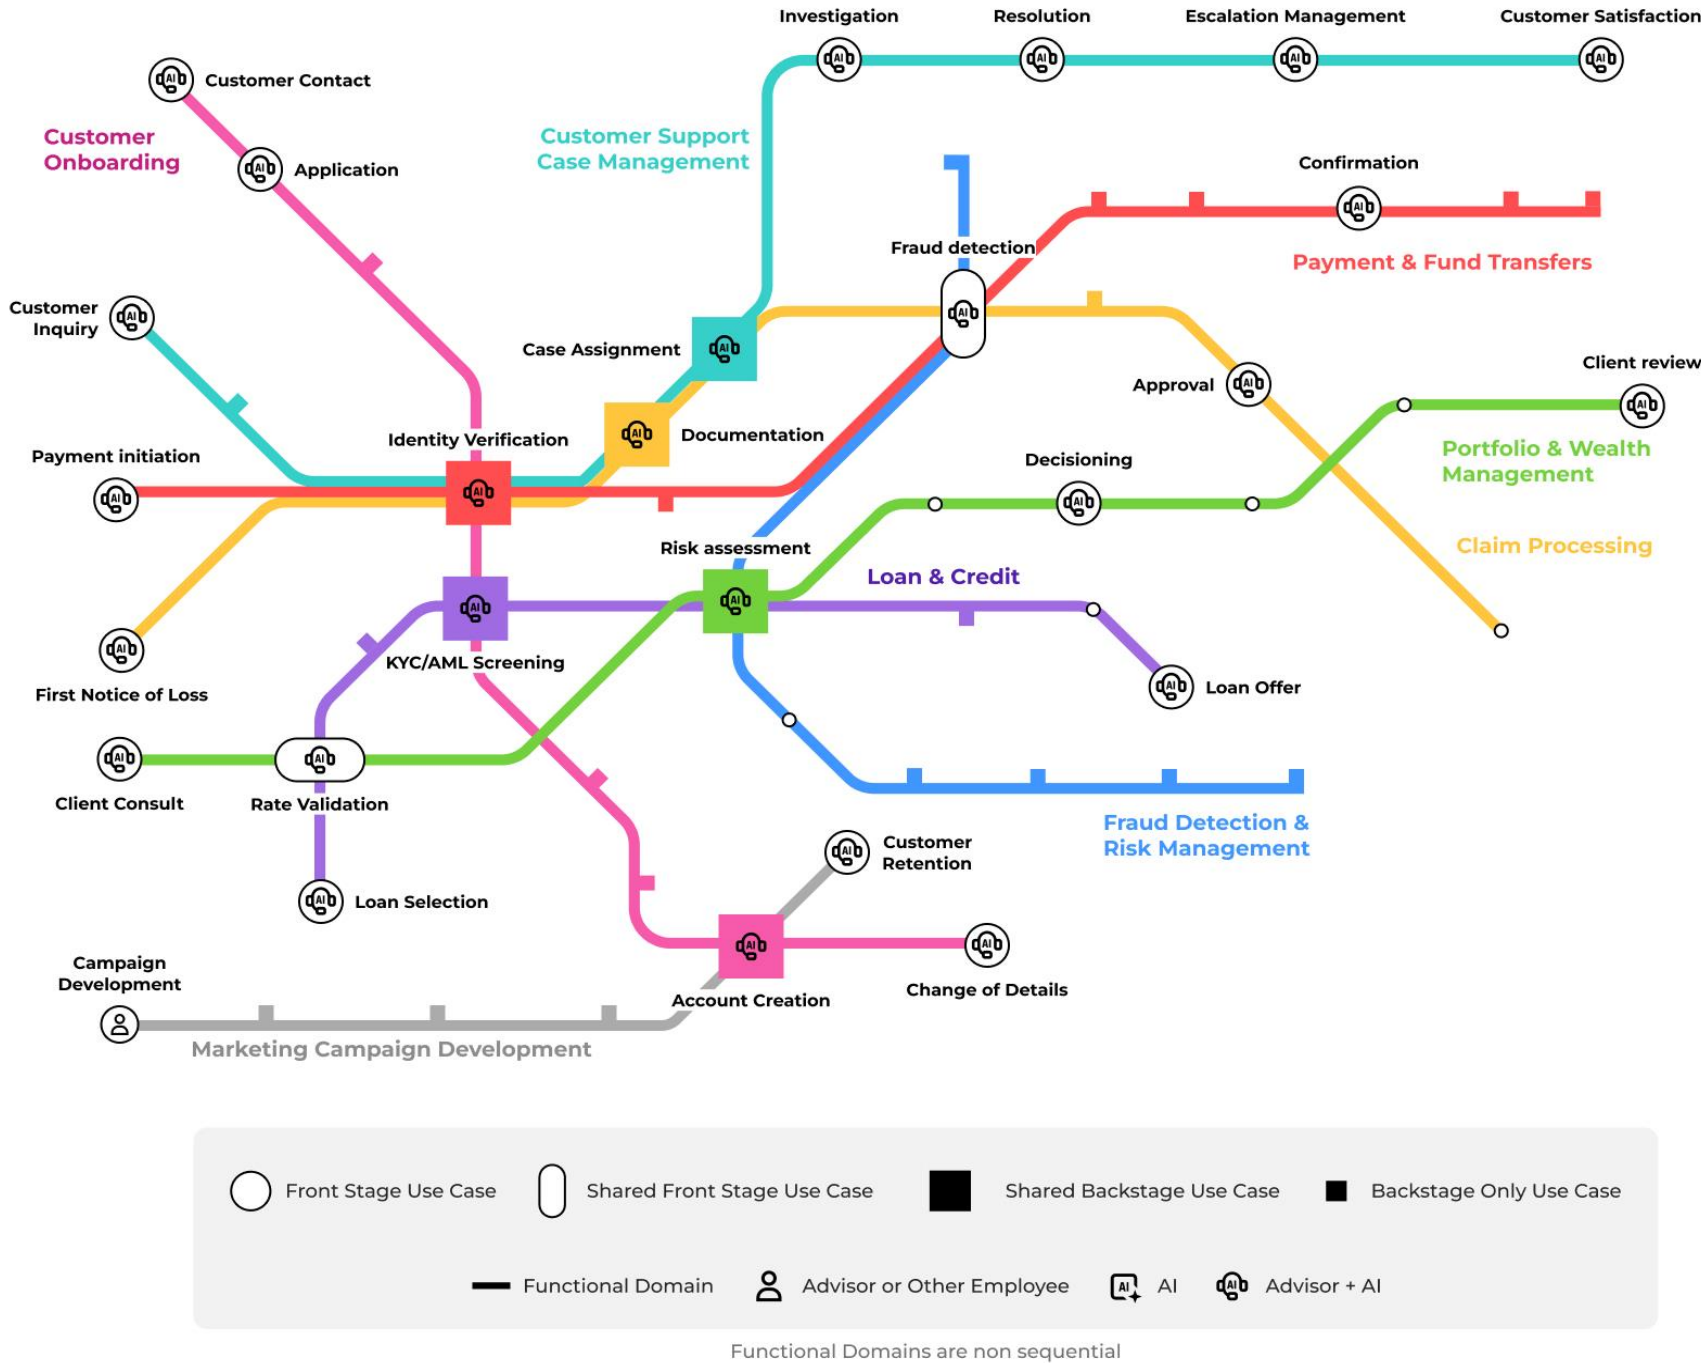 Investigation
Resolution
Escalation Management
Customer Satisfaction
Customer Contact
Customer
Onboarding
Application
Customer Support
Case Management
Confirmation
Payment & Fund Transfers
Fraud detection
Customer
Inquiry
Case Assignment
Approval
Client review
Identity Verification
Documentation
Payment initiation
Decisioning
Portfolio & Wealth
Management
Risk assessment
Claim Processing
Loan & Credit
KYC/AML Screening
First Notice of Loss
Loan Offer
Client Consult
Rate Validation
Fraud Detection &
Risk Management
Customer
Retention
Loan Selection
Campaign
Development
Account Creation
Change of Details
Marketing Campaign Development
Front Stage Use Case
Shared Front Stage Use Case
Shared Backstage Use Case
Backstage Only Use Case
Functional Domain
Advisor or Other Employee
AI
AI
Advisor + AI
Functional Domains are non sequential